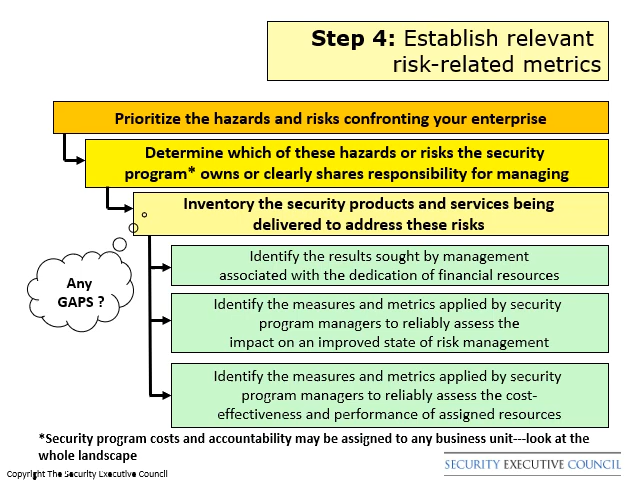 Step 4: Establish relevant
risk-related metrics
Prioritize the hazards and risks confronting your enterprise
Determine which of these hazards or risks the security
program* owns or clearly shares responsibility for managing
Inventory the security products and services being
delivered to address these risks
Any
GAPS ?
Identify the results sought by management
associated with the dedication of financial resources
Identify the measures and metrics applied by security
program managers to reliably assess the
impact on an improved state of risk management
Identify the measures and metrics applied by security
program managers to reliably assess the cost-
effectiveness and performance of assigned resources
*Security program costs and accountability may be assigned to any business unit---look at the
whole landscape
Copyright The Security Executive Council
SECURITY EXECUTIVE COUNCIL